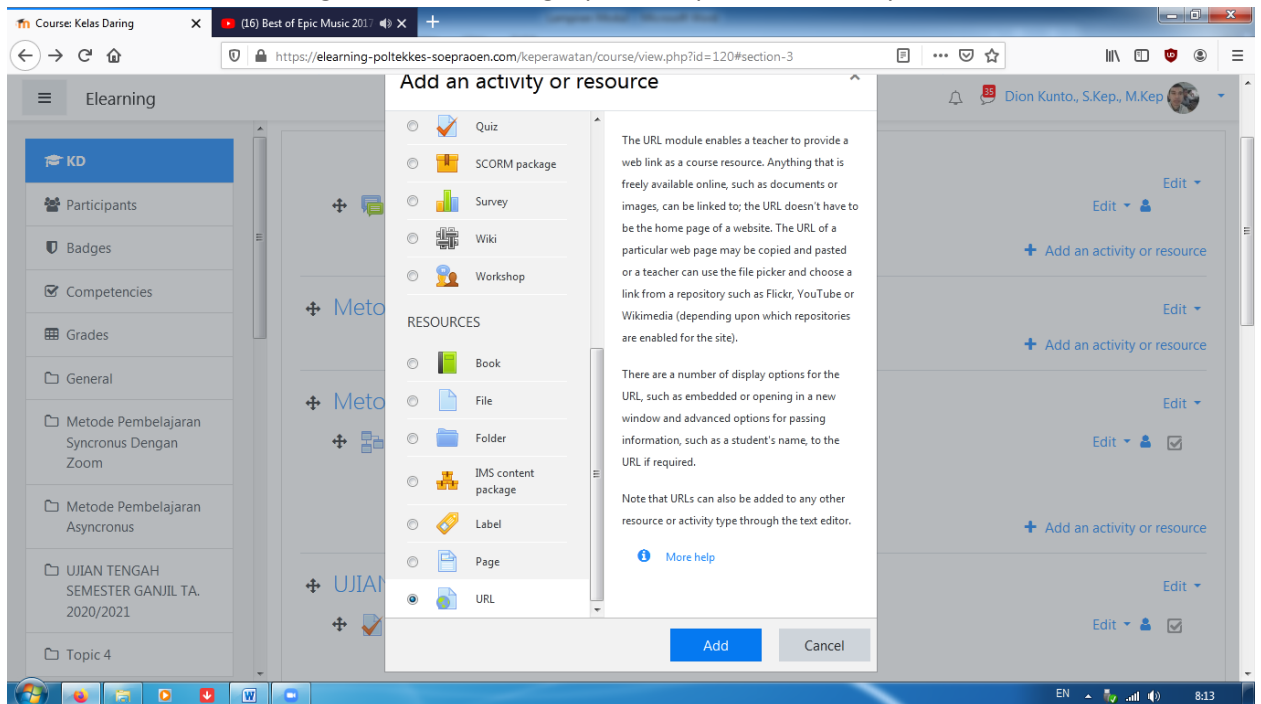 Course: Kelas Daring
(16) Best of Epic Music 2017
https://elearning-poltekkes-soepraoen.com/keperawatan/course/view.php?id=120#section-3
Elearning
35
Dion Kunto., S.Kep., M.Kep
KD
Participants
Badges
Competencies
Grades
General
Metode Pembelajaran
Syncronus Dengan
Zoom
Metode Pembelajaran
Asyncronus
UJIAN TENGAH
SEMESTER GANJIL TA.
2020/2021
Topic 4
Add an activity or resource
Quiz
SCORM package
Survey
Wiki
Workshop
RESOURCES
Book
File
Folder
IMS content
package
Label
Page
URL
The URL module enables a teacher to provide a
web link as a course resource. Anything that is
freely available online, such as documents or
images, can be linked to; the URL doesn't have to
be the home page of a website. The URL of a
particular web page may be copied and pasted
or a teacher can use the file picker and choose a
link from a repository such as Flickr, YouTube or
Wikimedia (depending upon which repositories
are enabled for the site).
There are a number of display options for the
URL, such as embedded or opening in a new
window and advanced options for passing
information, such as a student's name, to the
URL if required.
Note that URLs can also be added to any other
resource or activity type through the text editor.
More help
Add
Cancel
Edit
Edit
Add an activity or resource
Meto
Edit
Add an activity or resource
Meto
Edit
Edit
Add an activity or resource
UJIAN
Edit
Edit
EN
8:13